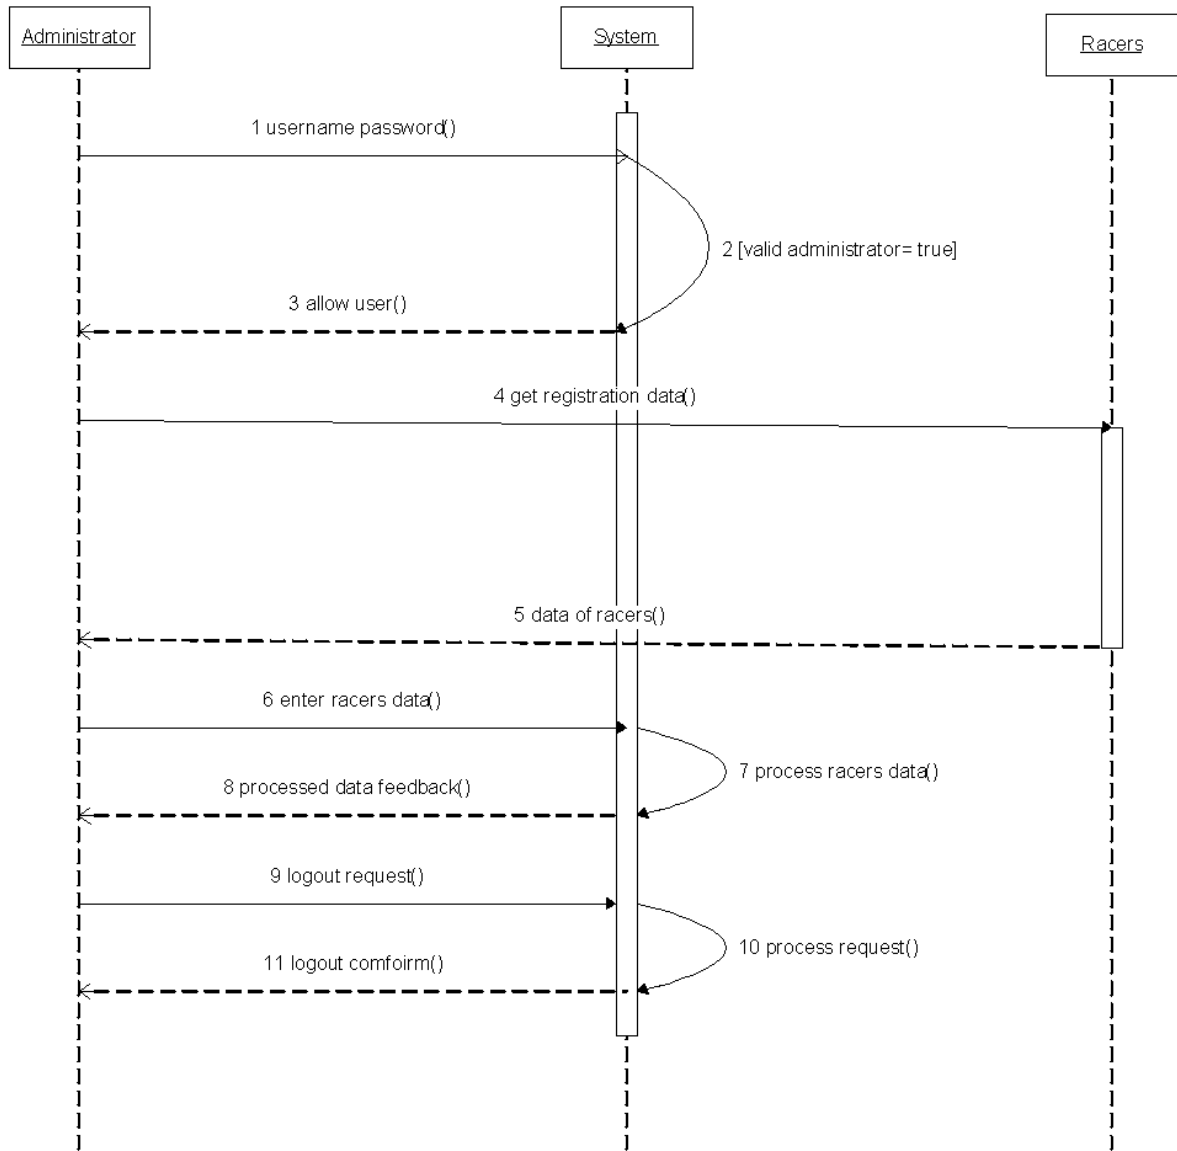 Administrator
System
Racers
1 username password()
2 [valid administrator= true]
3 allow user()
4 get registration data()
5 data of racers()
6 enter racers data()
7 process racers data()
8 processed data feedback()
9 logout request()
10 process request()
11 logout comfoirm()